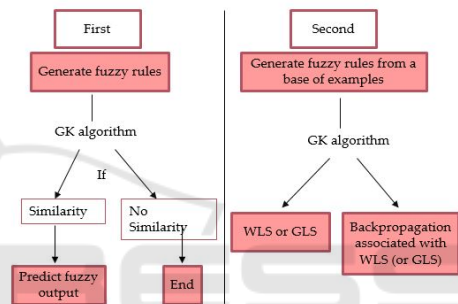 First
Generate fuzzy rules
GK algorithm
If
Similarity
No
Similarity
Predict fuzzy
output
End
Second
Generate fuzzy rules from a
base of examples
GK algorithm
WLS or GLS
Backpropagation
associated with
WLS (or GLS)